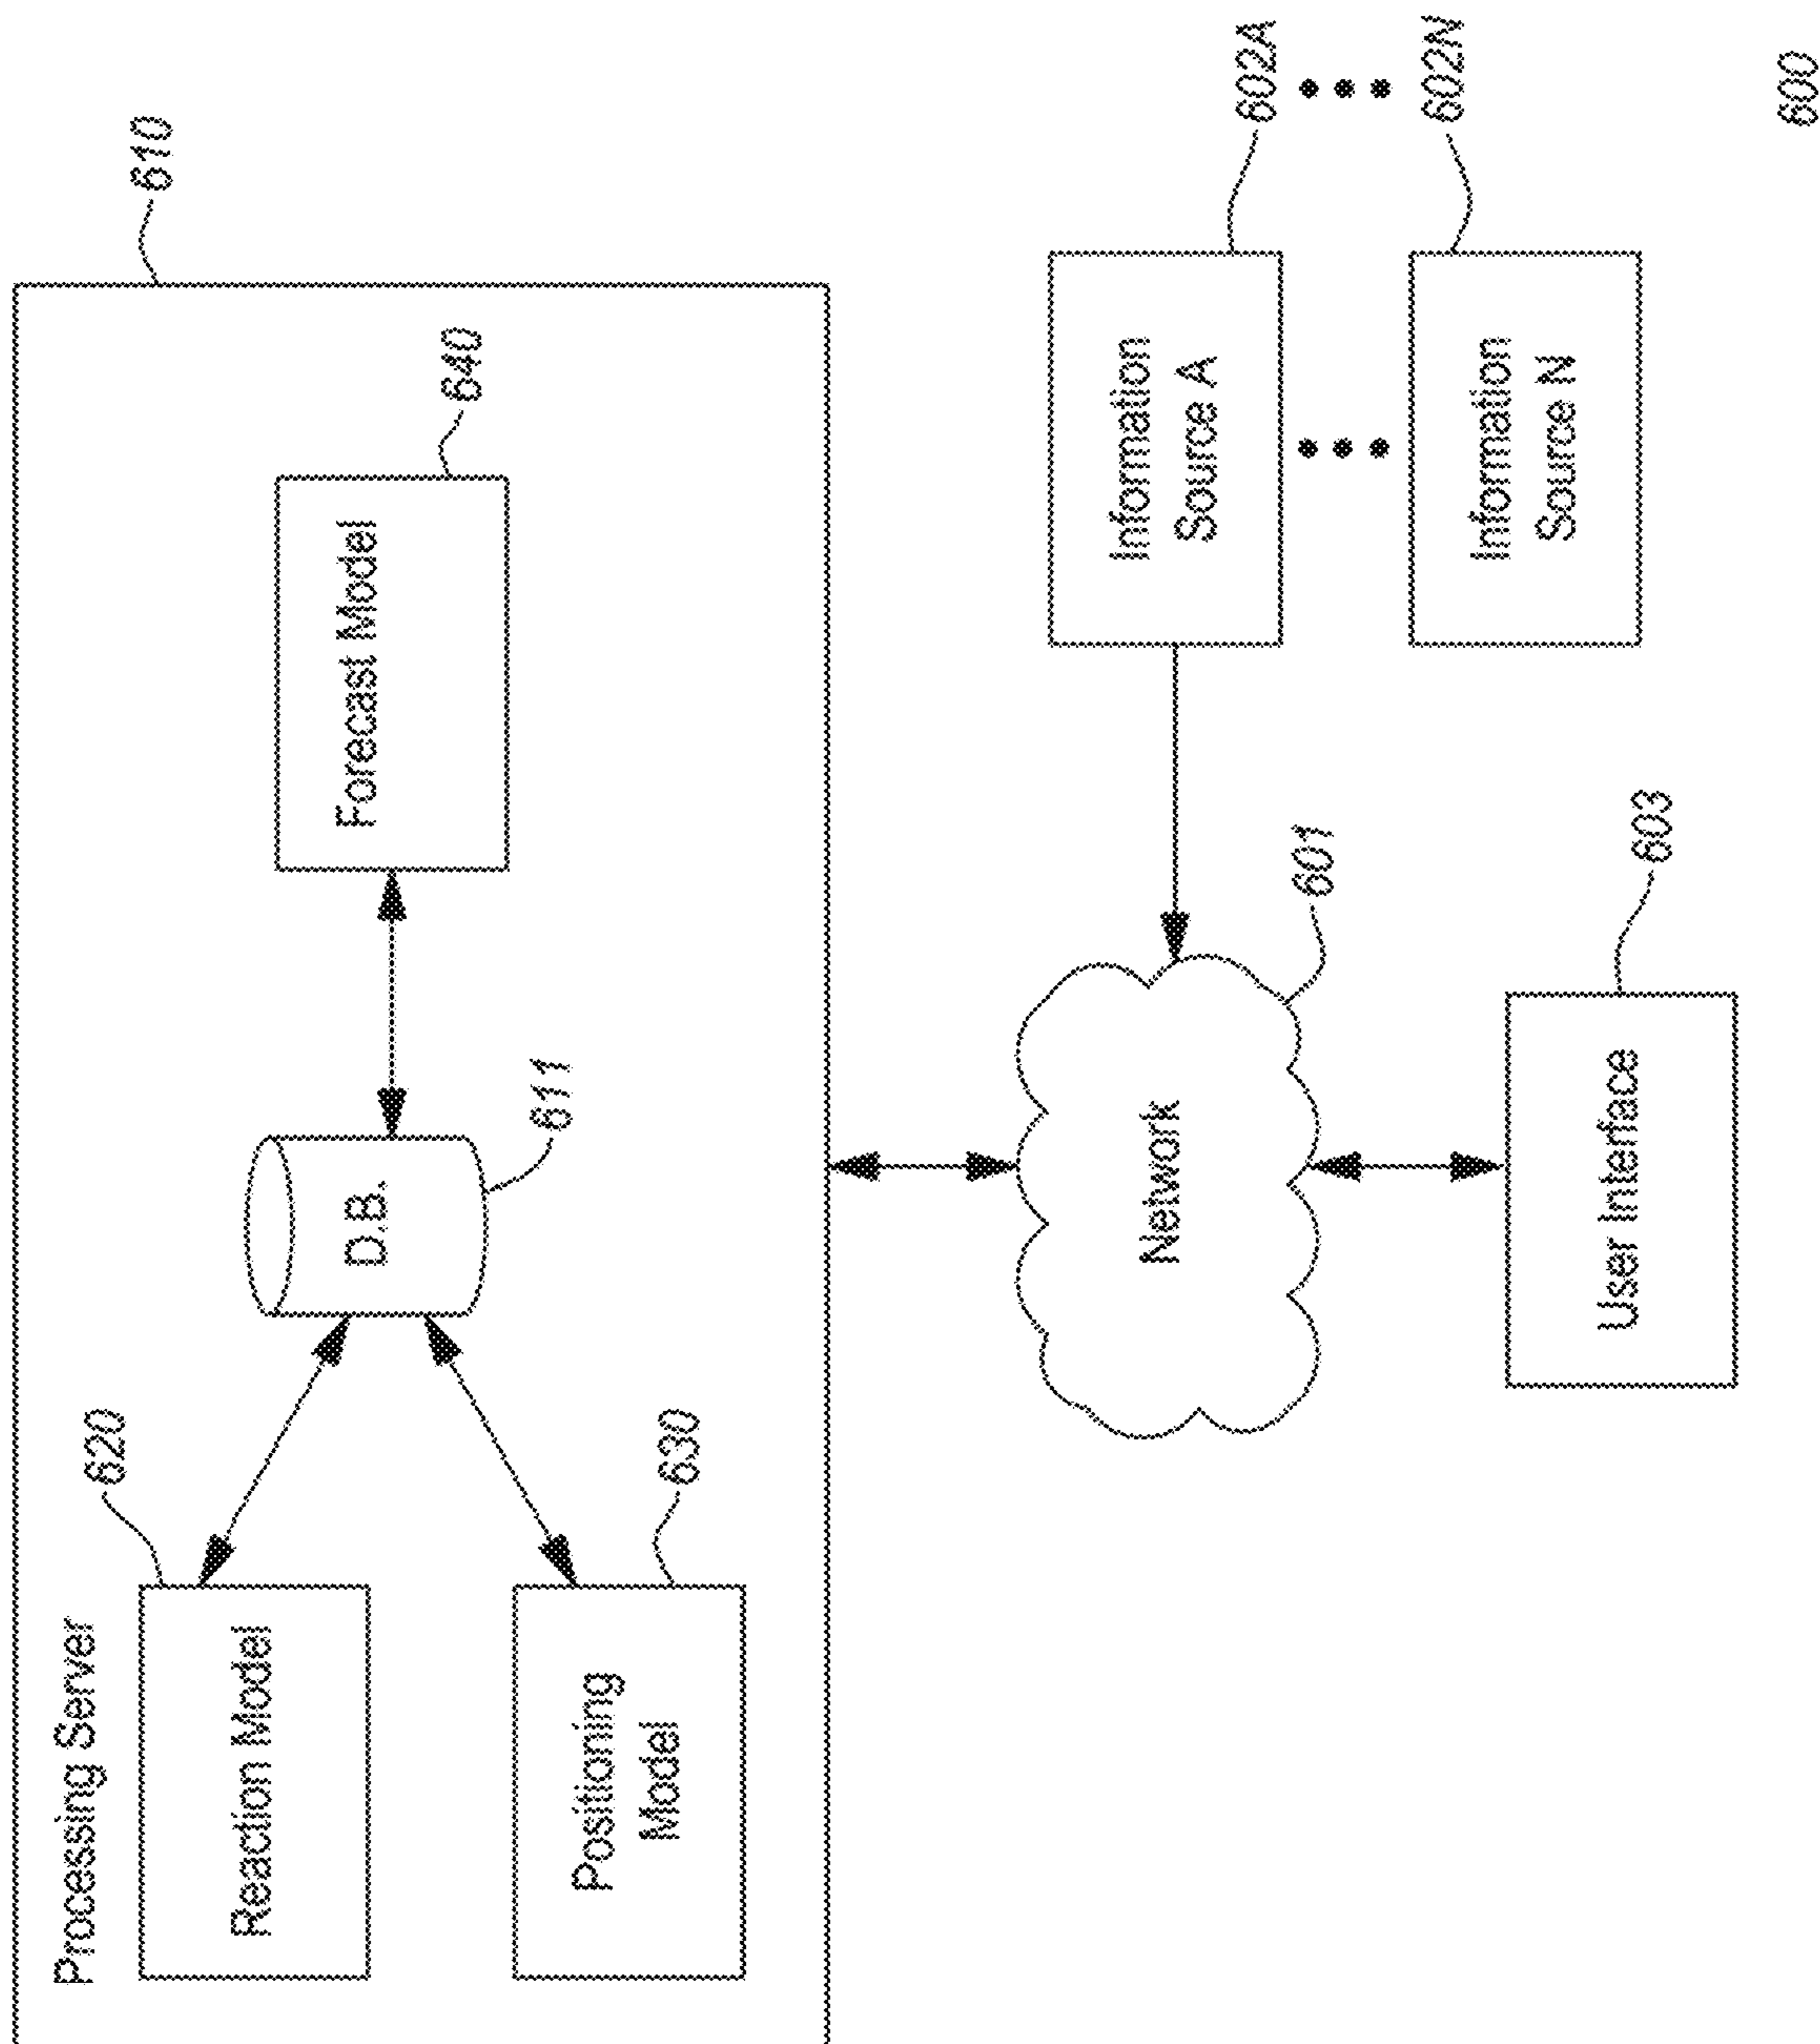 Processing Server
610
620
Reaction Model
630
Positioning
Model
D.B.
611
640
Forecast Model
Network
601
User Interface
603
Information
Source A
602A
Information
Source N
602N
600